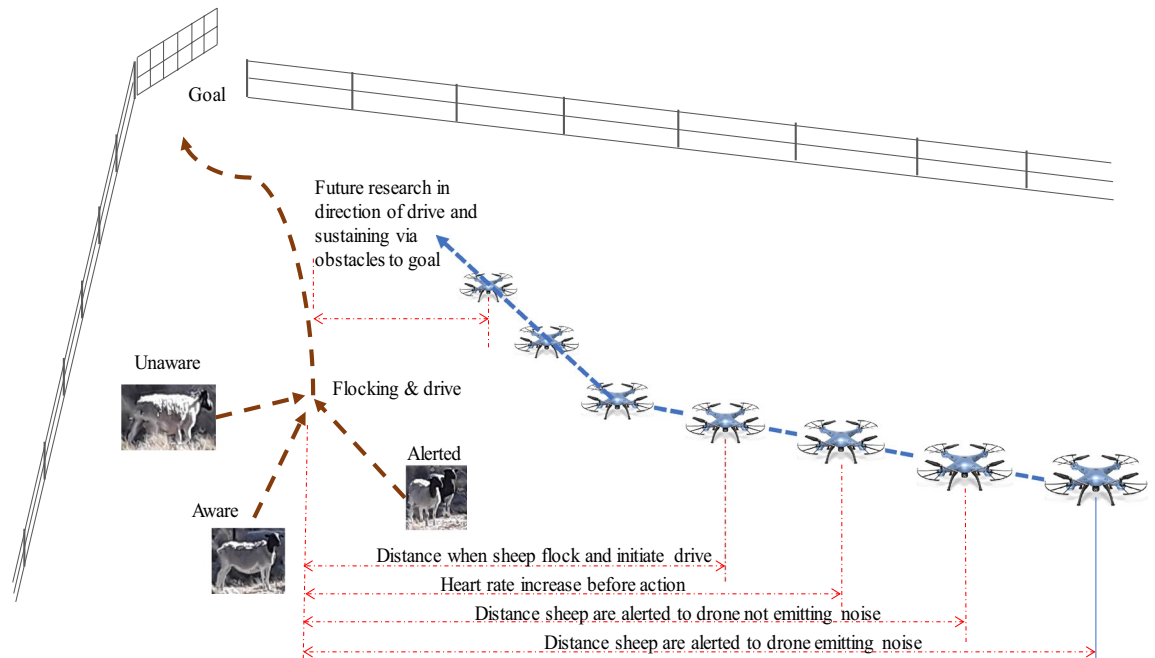 Goal
Future research in
direction of drive and
sustaining via
obstacles to goal
Unaware
Flocking & drive
Alerted
Aware
Distance when sheep flock and initiate drive
Heart rate increase before action
Distance sheep are alerted to drone not emitting noise
Distance sheep are alerted to drone emitting noise